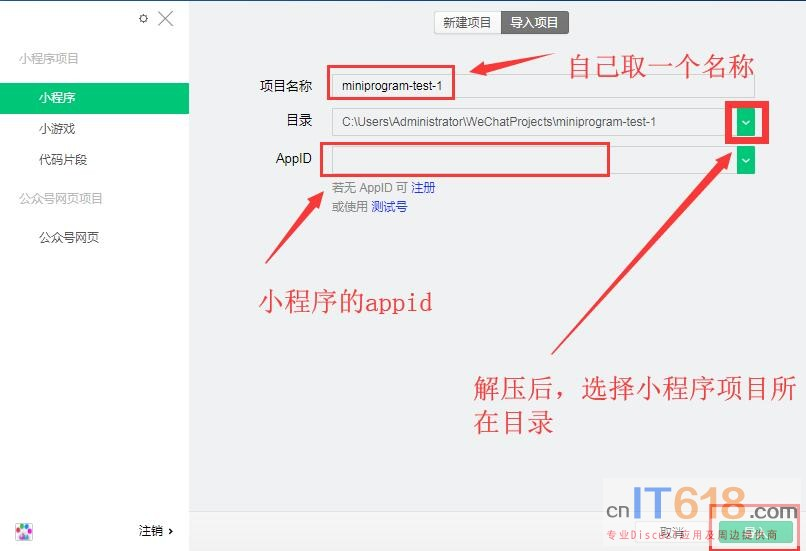 新建项目 导入项目
小程序项目
小程序
小游戏
代码片段
公众号网页项目
公众号网页
注销
项目名称 miniprogram-test-1
自己取一个名称
目录 C:\Users\Administrator\WeChatProjects\miniprogram-test-1
AppID
若无 AppID 可 注册
或使用 测试号
小程序的appid
解压后，选择小程序项目所
在目录
cnIT618.com
专业Discuz应用及周边提供商
取消 导入